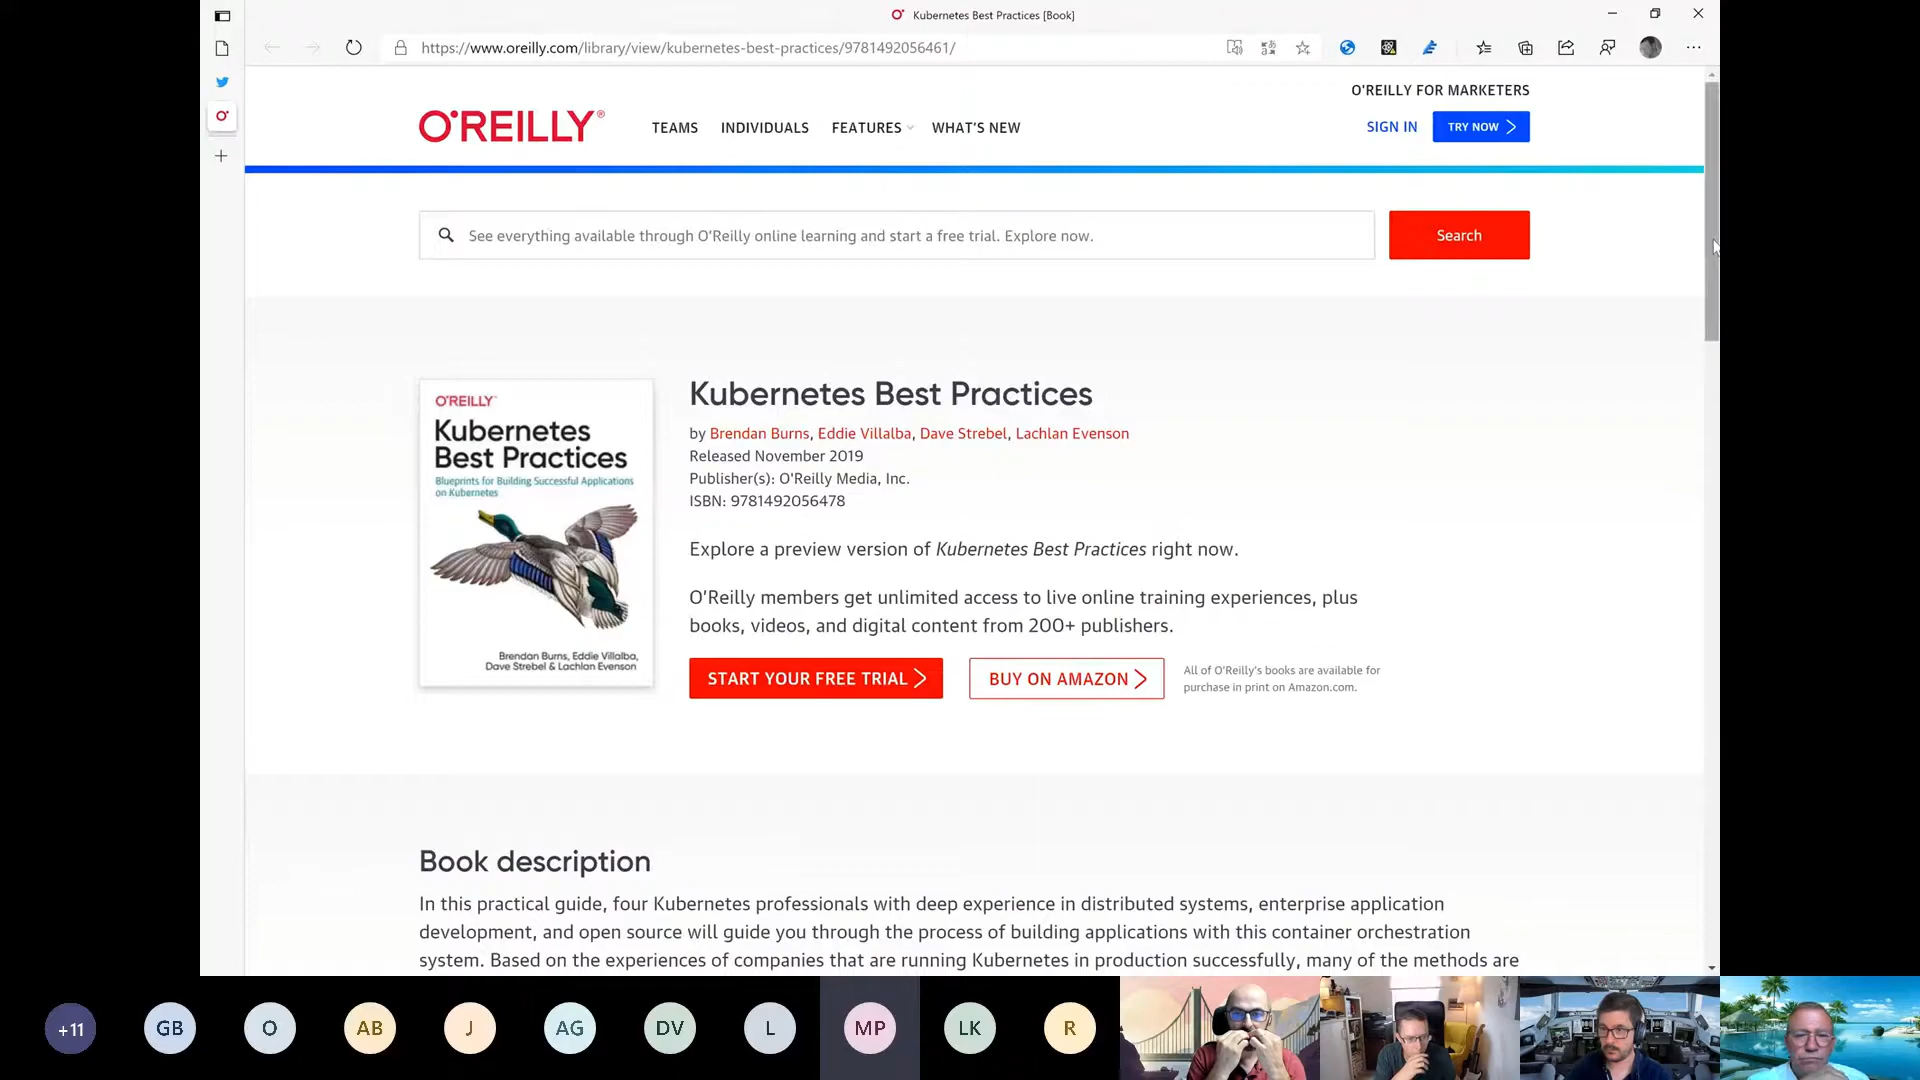 Kubernetes Best Practices [Book]
https://www.oreilly.com/library/view/kubernetes-best-practices/9781492056461/
O'REILLY FOR MARKETERS
O'REILLY®
TEAMS
INDIVIDUALS
FEATURES
WHAT'S NEW
SIGN IN
TRY NOW
See everything available through O'Reilly online learning and start a free trial. Explore now.
Search
O'REILLY™
Kubernetes
Best Practices
Blueprints for Building Successful Applications
on Kubernetes
Brendan Burns, Eddie Villalba,
Dave Strebel & Lachlan Evenson
Kubernetes Best Practices
by Brendan Burns, Eddie Villalba, Dave Strebel, Lachlan Evenson
Released November 2019
Publisher(s): O'Reilly Media, Inc.
ISBN: 9781492056478
Explore a preview version of Kubernetes Best Practices right now.
O'Reilly members get unlimited access to live online training experiences, plus
books, videos, and digital content from 200+ publishers.
START YOUR FREE TRIAL
BUY ON AMAZON
All of O'Reilly's books are available for
purchase in print on Amazon.com.
Book description
In this practical guide, four Kubernetes professionals with deep experience in distributed systems, enterprise application
development, and open source will guide you through the process of building applications with this container orchestration
system. Based on the experiences of companies that are running Kubernetes in production successfully, many of the methods are
+11
GB
O
AB
J
AG
DV
L
MP
LK
R